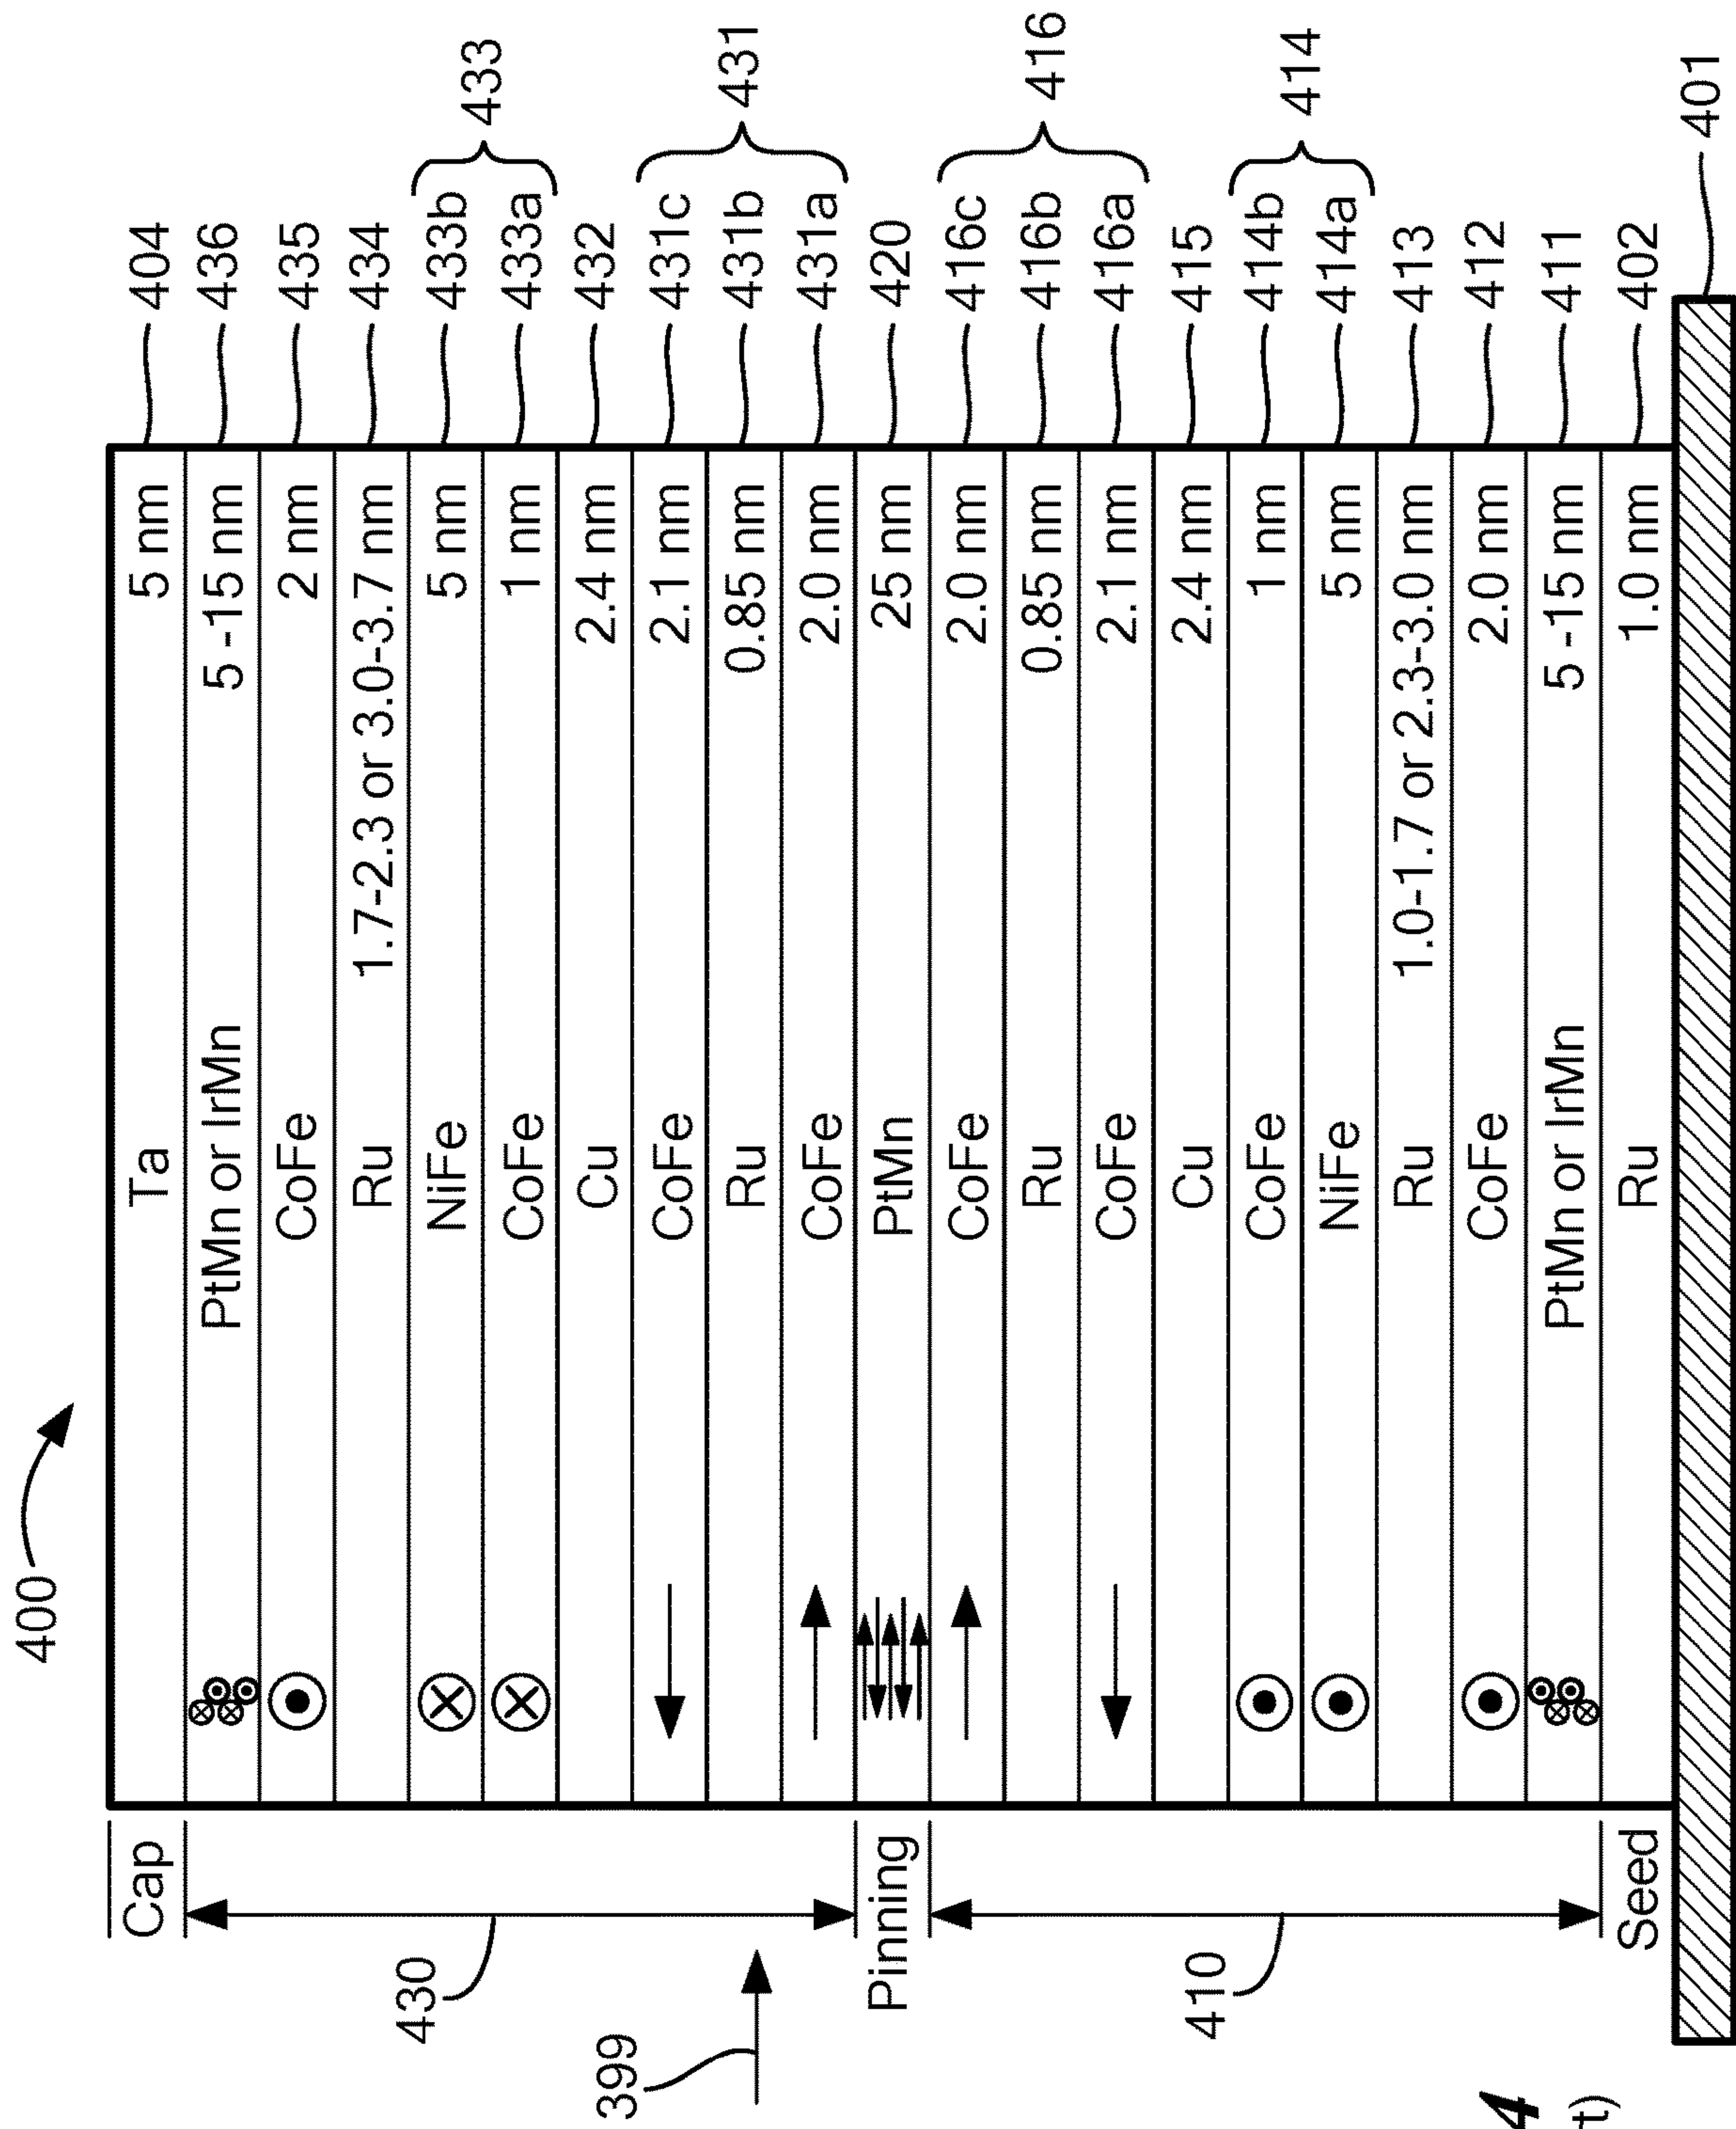 400
Cap Ta 5 nm 404
PtMn or IrMn 5 -15 nm 436
CoFe 2 nm 435
Ru 1.7-2.3 or 3.0-3.7 nm 434
NiFe 5 nm 433b
433
CoFe 1 nm 433a
430
Cu 2.4 nm 432
CoFe 2.1 nm 431c
399
Ru 0.85 nm 431b 431
CoFe 2.0 nm 431a
Pinning PtMn 25 nm 420
CoFe 2.0 nm 416c
Ru 0.85 nm 416b 416
CoFe 2.1 nm 416a
Cu 2.4 nm 415
410
CoFe 1 nm 414b
414
NiFe 5 nm 414a
Ru 1.0-1.7 or 2.3-3.0 nm 413
CoFe 2.0 nm 412
PtMn or IrMn 5 -15 nm 411
Seed Ru 1.0 nm 402
401
4
t)